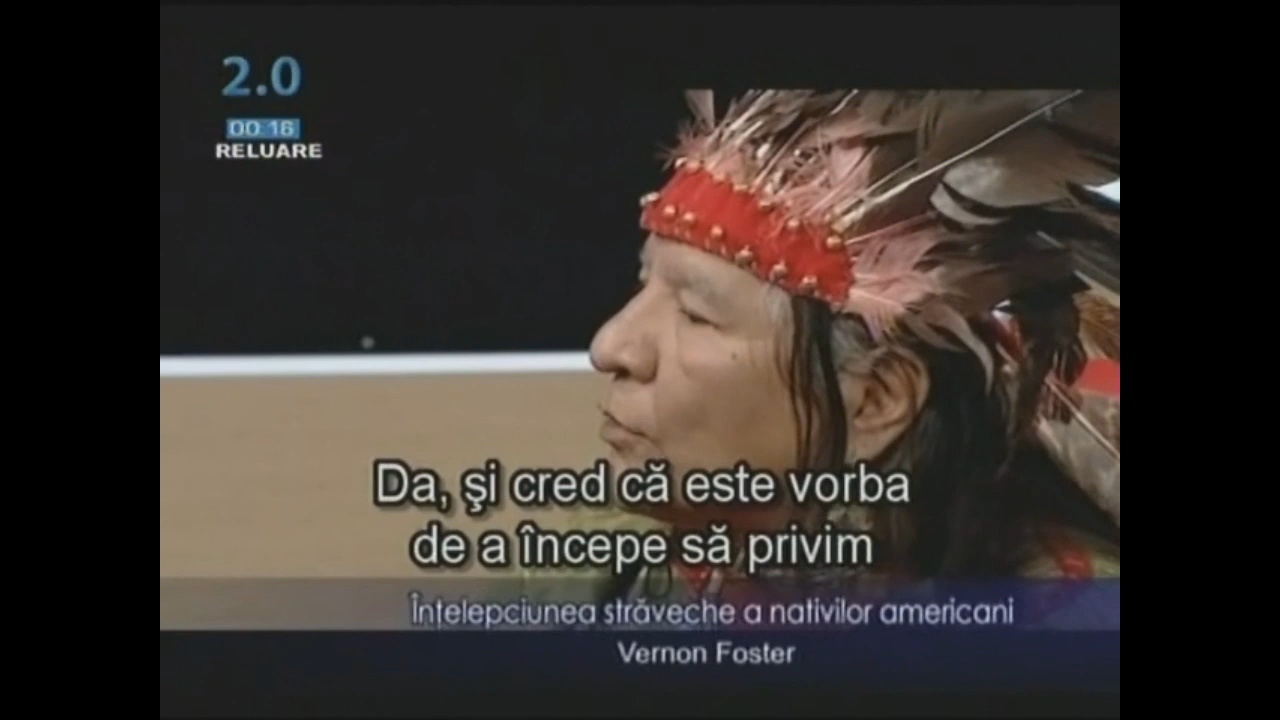 2.0
00:16
RELUARE
Da, şi cred că este vorba
de a începe să privim
Înţelepciunea străveche a nativilor americani
Vernon Foster